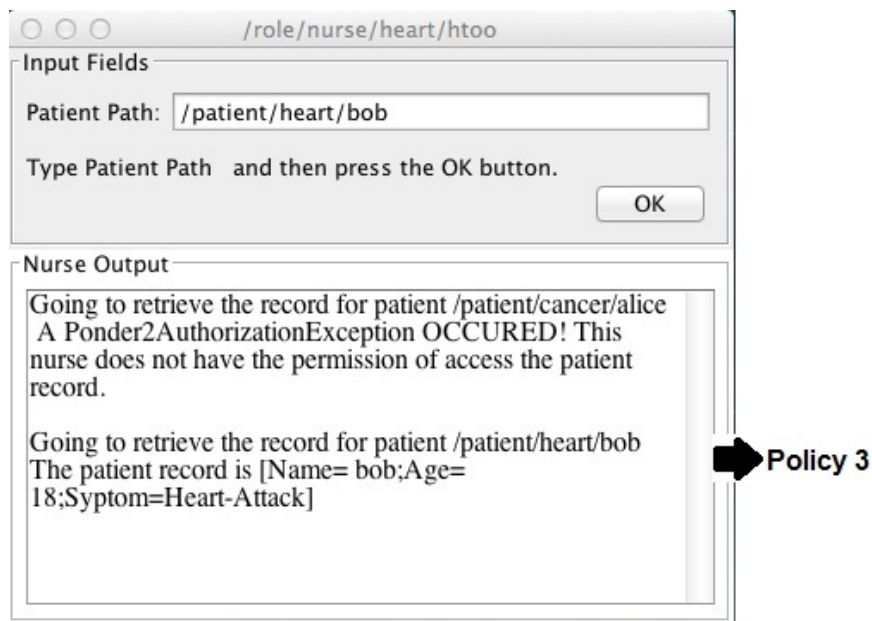 /role/nurse/heart/htoo
Input Fields
Patient Path: /patient/heart/bob
Type Patient Path and then press the OK button.
OK
Nurse Output
Going to retrieve the record for patient /patient/cancer/alice
A Ponder2AuthorizationException OCCURED! This
nurse does not have the permission of access the patient
record.
Going to retrieve the record for patient /patient/heart/bob
The patient record is [Name= bob;Age=
18;Syptom=Heart-Attack]
Policy 3